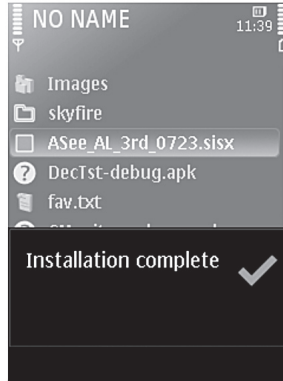 NO NAME
11:39
Images
skyfire
ASee_AL_3rd_0723.sisx
DecTst-debug.apk
fav.txt
Installation complete